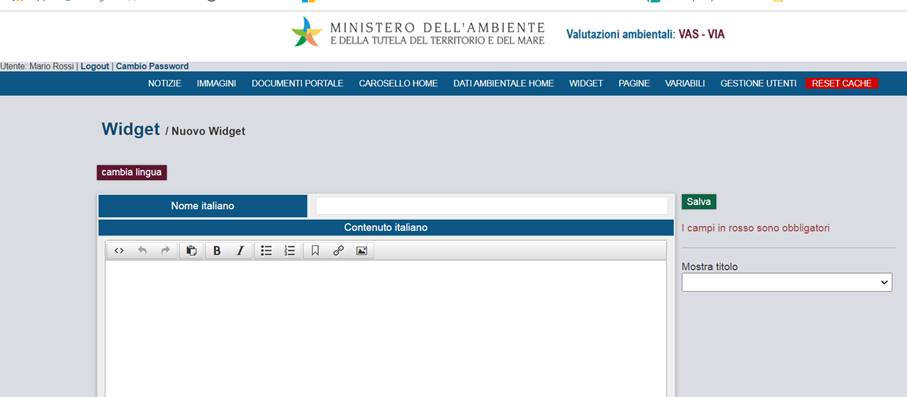 MINISTERO DELL'AMBIENTE
E DELLA TUTELA DEL TERRITORIO E DEL MARE
Valutazioni ambientali: VAS - VIA
Utente: Mario Rossi | Logout | Cambio Password
NOTIZIE IMMAGINI DOCUMENTI PORTALE CAROSELLO HOME DATI AMBIENTALE HOME WIDGET PAGINE VARIABILI GESTIONE UTENTI RESET CACHE
Widget / Nuovo Widget
cambia lingua
Nome italiano
Salva
Contenuto italiano
I campi in rosso sono obbligatori
B I
Mostra titolo